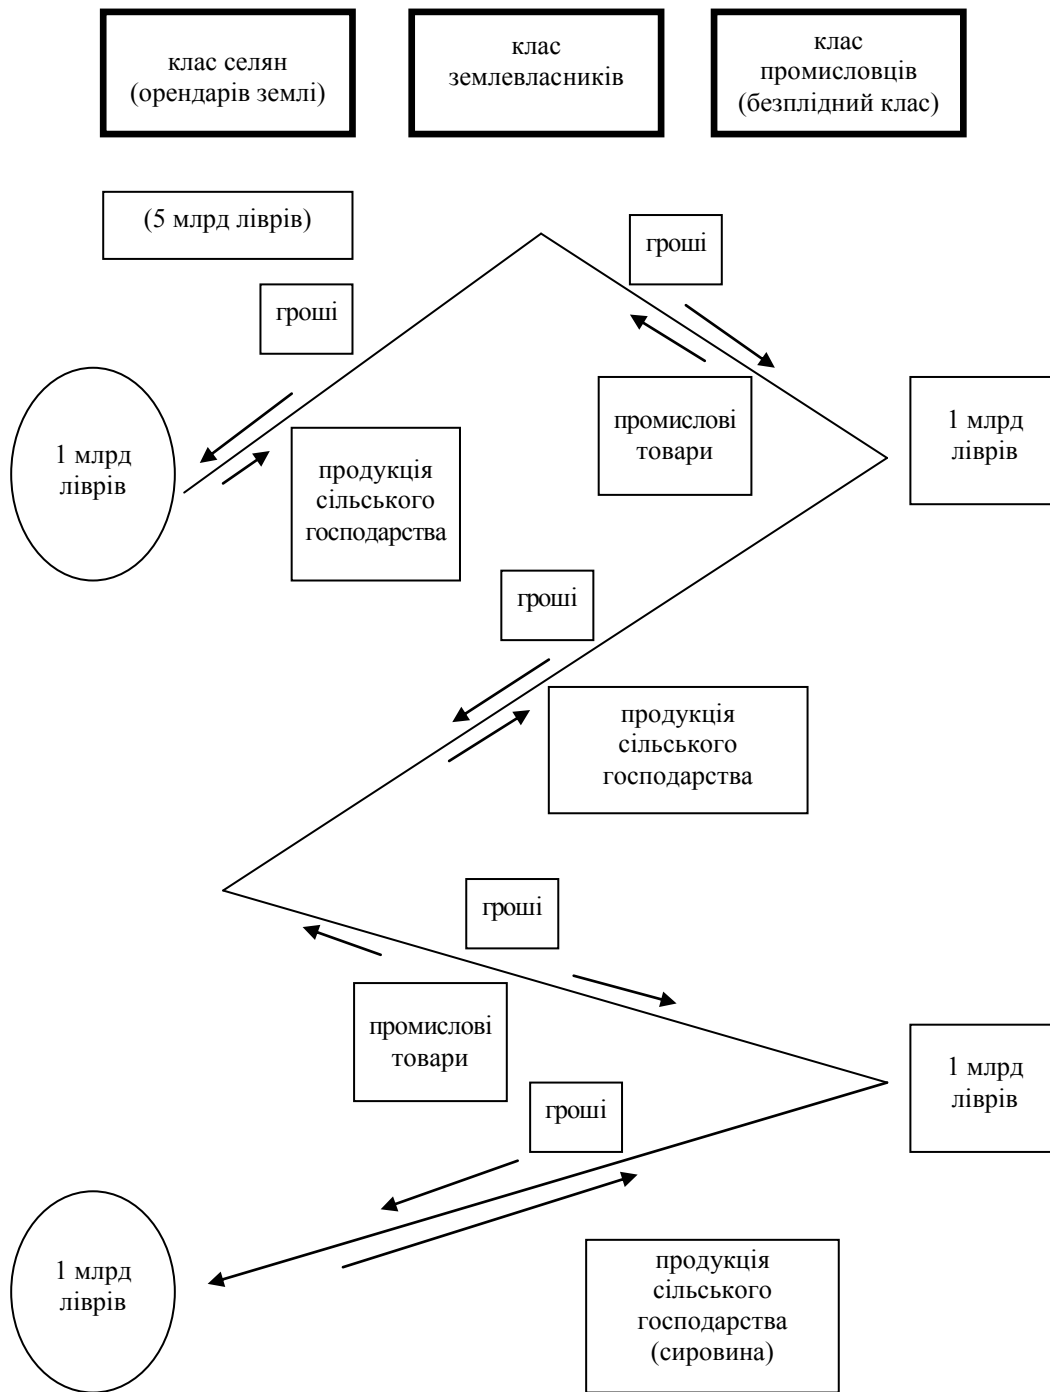 клас селян
(орендарів землі)
клас
землевласників
клас
промисловців
(безплідний клас)
(5 млрд ліврів)
гроші
гроші
1 млрд
ліврів
продукція
сільського
господарства
промислові
товари
1 млрд
ліврів
гроші
продукція
сільського
господарства
гроші
промислові
товари
1 млрд
ліврів
гроші
1 млрд
ліврів
продукція
сільського
господарства
(сировина)